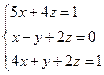 5x + 4z = 1
x − y ÷ 2z = 0
4x + y ÷ 2z = 1